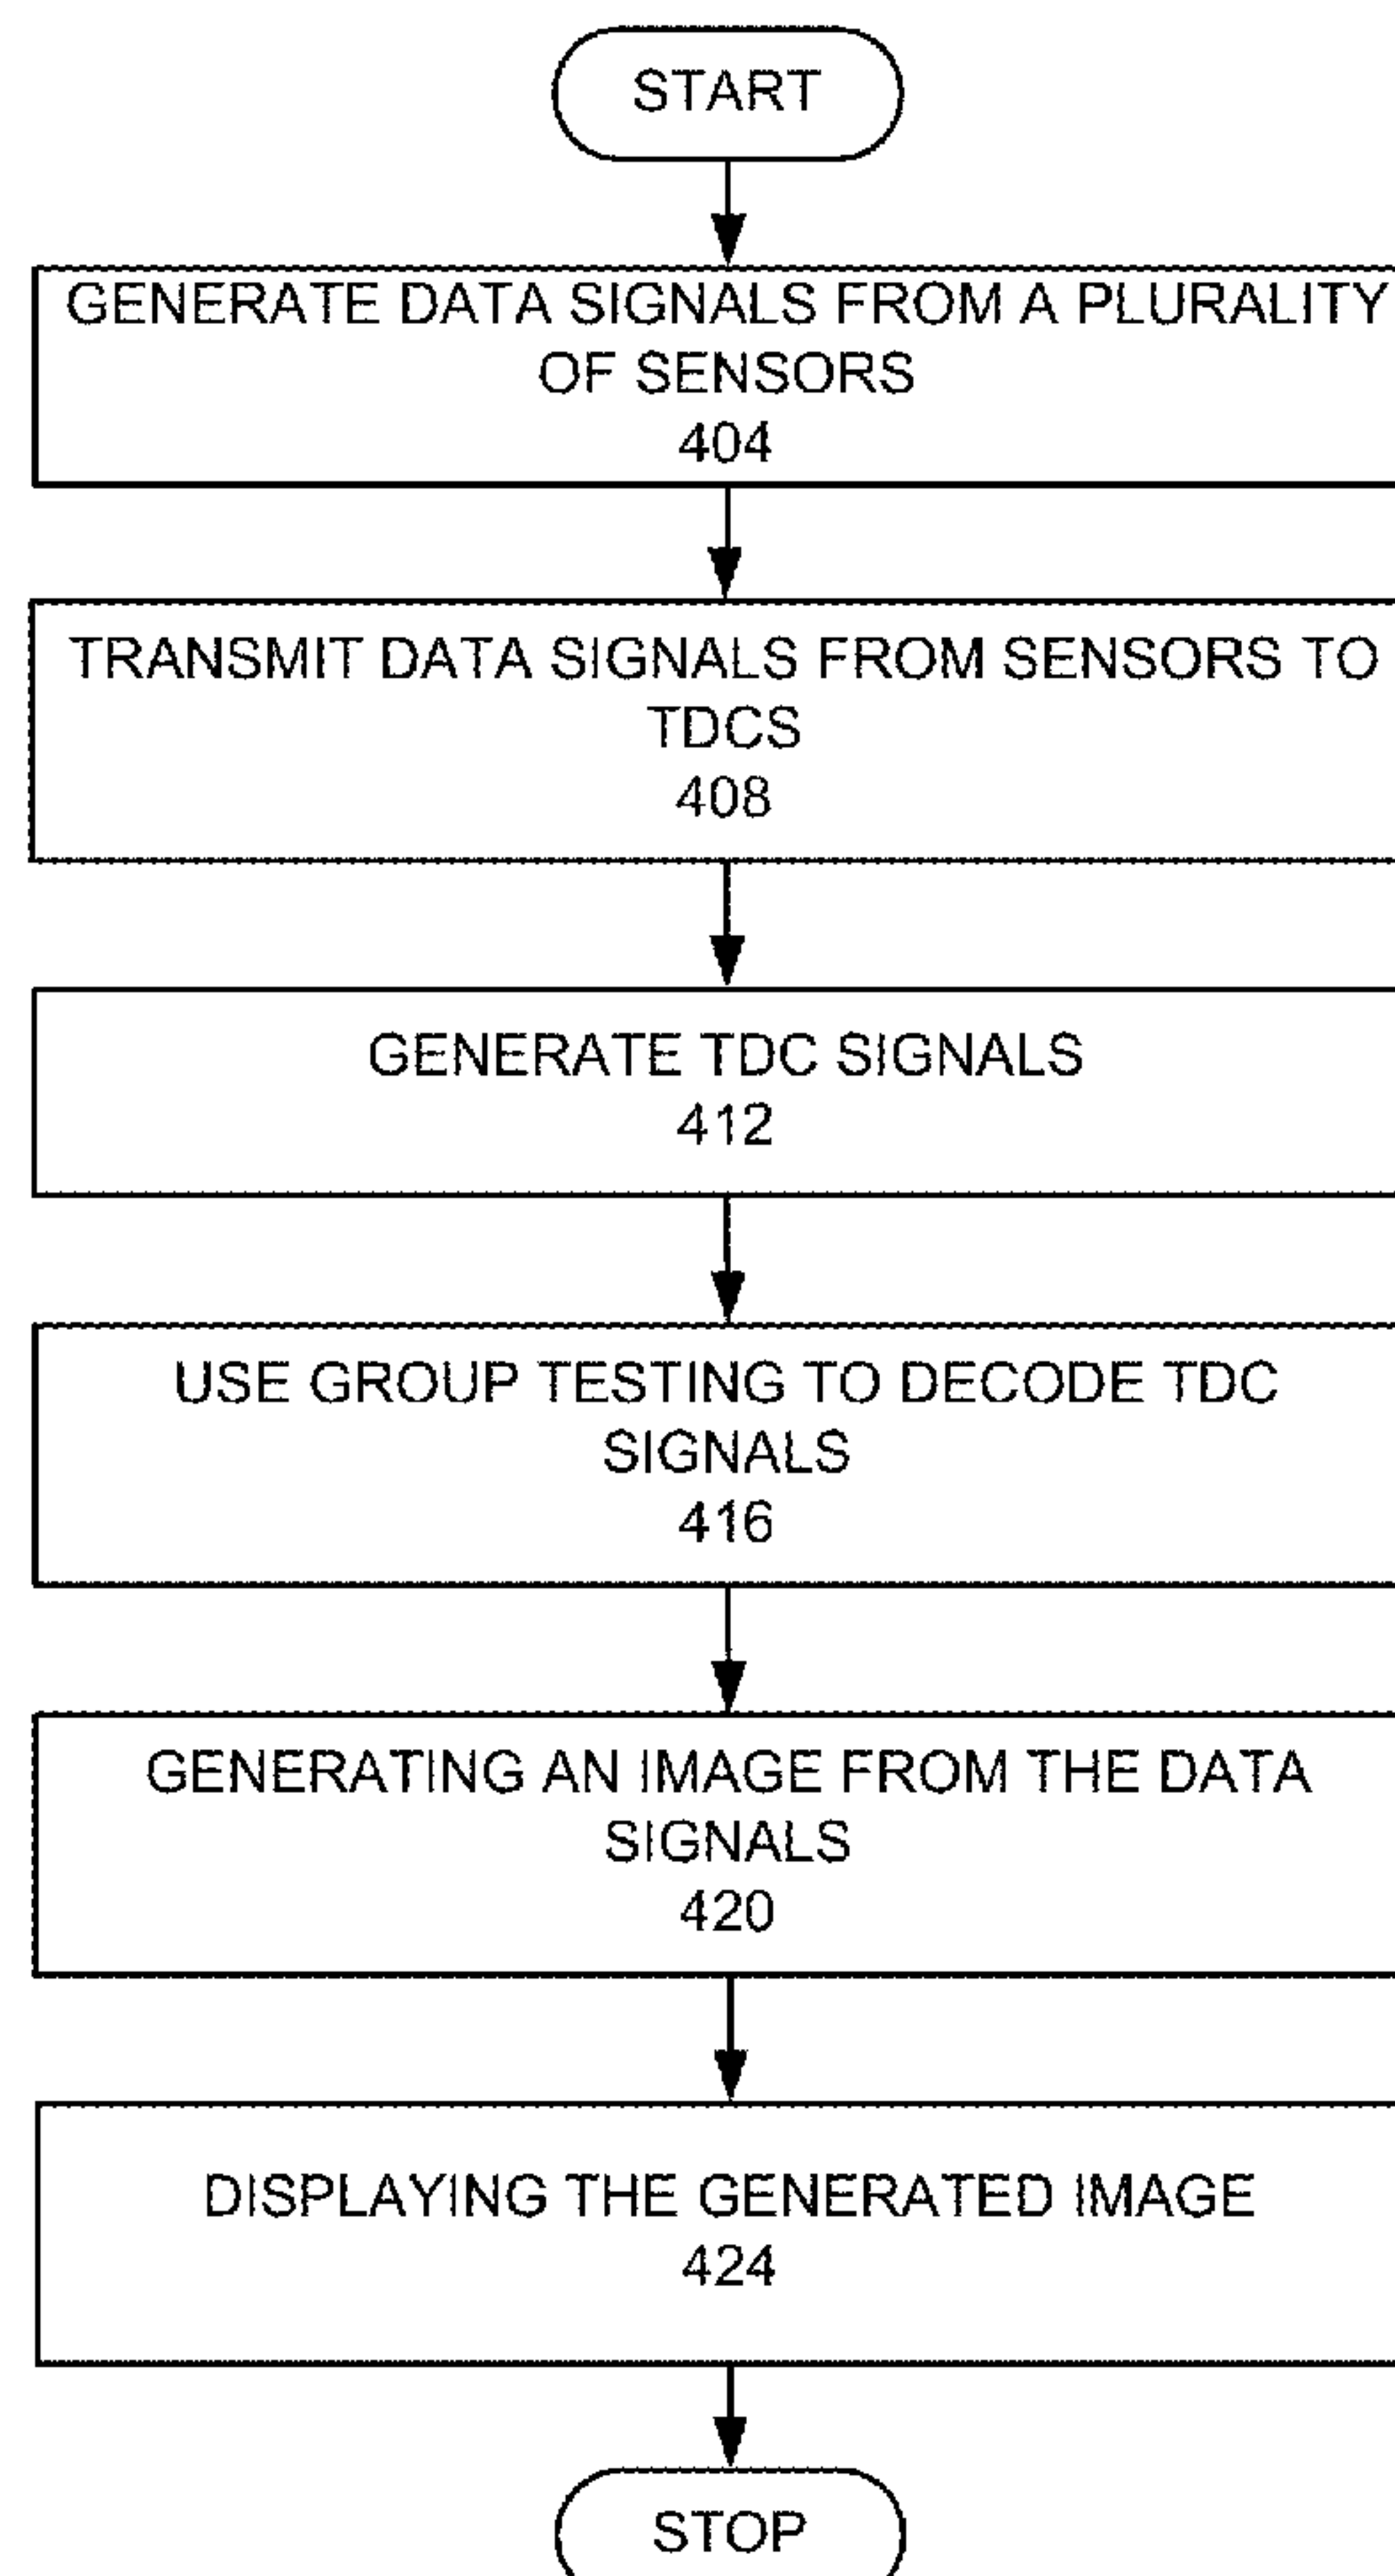 START
GENERATE DATA SIGNALS FROM A PLURALITY
OF SENSORS
404
TRANSMIT DATA SIGNALS FROM SENSORS TO
TDCS
408
GENERATE TDC SIGNALS
412
USE GROUP TESTING TO DECODE TDC
SIGNALS
416
GENERATING AN IMAGE FROM THE DATA
SIGNALS
420
DISPLAYING THE GENERATED IMAGE
424
STOP